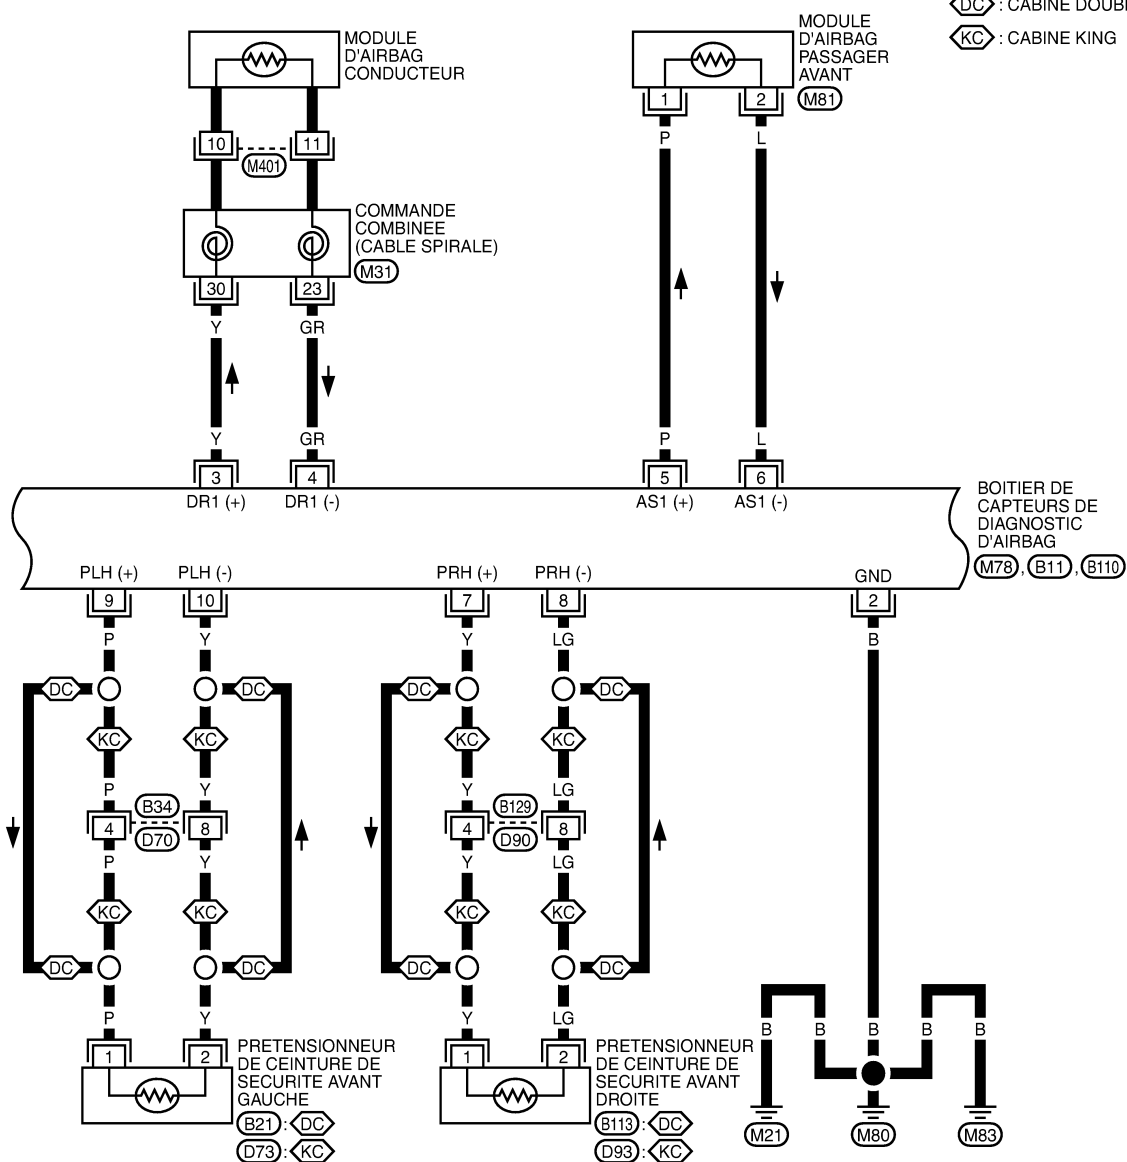 DC : CABINE DOUBL
KC : CABINE KING
MODULE
D'AIRBAG
CONDUCTEUR
MODULE
D'AIRBAG
PASSAGER
AVANT
M81
1 2
P L
10 11
M401
COMMANDE
COMBINEE
(CABLE SPIRALE)
M31
30 23
Y GR
Y GR P L
3 4 5 6
DR1 (+) DR1 (-) AS1 (+) AS1 (-)
BOITIER DE
CAPTEURS DE
DIAGNOSTIC
D'AIRBAG
M78 , B11 , B110
PLH (+) PLH (-) PRH (+) PRH (-) GND
9 10 7 8 2
P Y Y LG B
DC DC DC DC
KC KC KC KC
P Y Y LG
B34 B129
4 8 4 8
D70 D90
P Y Y LG
KC KC KC KC
DC DC DC DC
P Y Y LG
B B B B B
1 2 1 2
PRETENSIONNEUR
DE CEINTURE DE
SECURITE AVANT
GAUCHE
B21 : DC
D73 : KC
PRETENSIONNEUR
DE CEINTURE DE
SECURITE AVANT
DROITE
B113 : DC
D93 : KC
M21 M80 M83